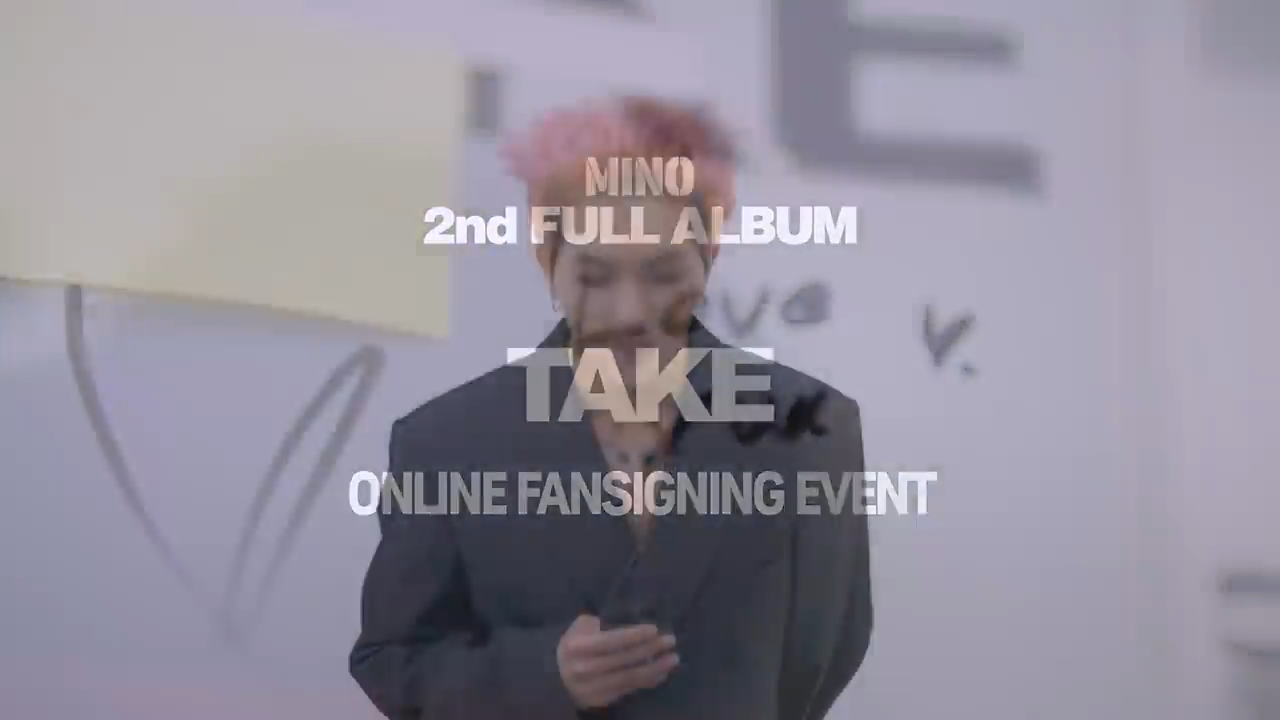 MINO
2nd FULL ALBUM
TAKE
ONLINE FANSIGNING EVENT